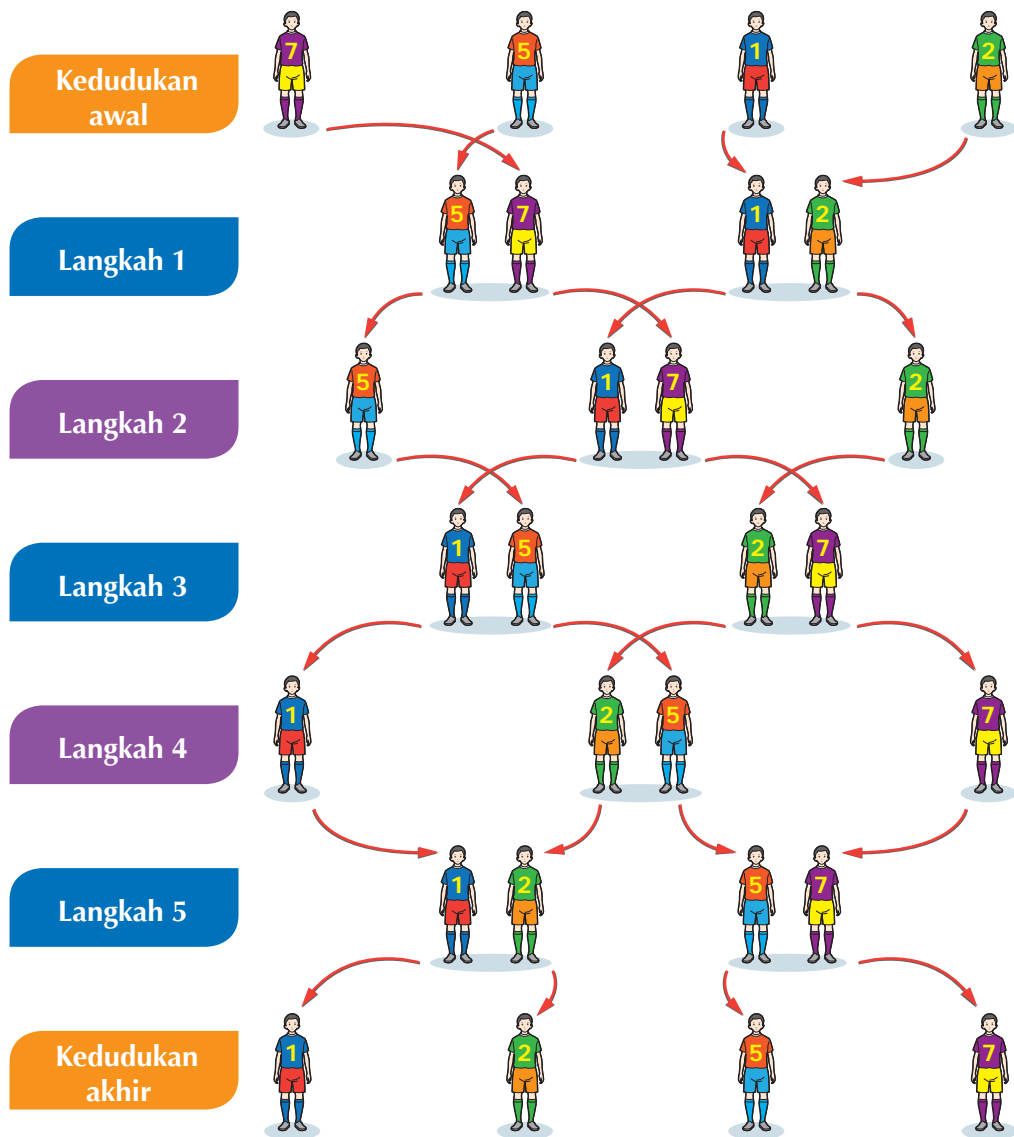 7 5 1 2
Kedudukan
awal
5 7 1 2
Langkah 1
5 1 7 2
Langkah 2
1 5 2 7
Langkah 3
1 2 5 7
Langkah 4
1 2 5 7
Langkah 5
1 2 5 7
Kedudukan
akhir